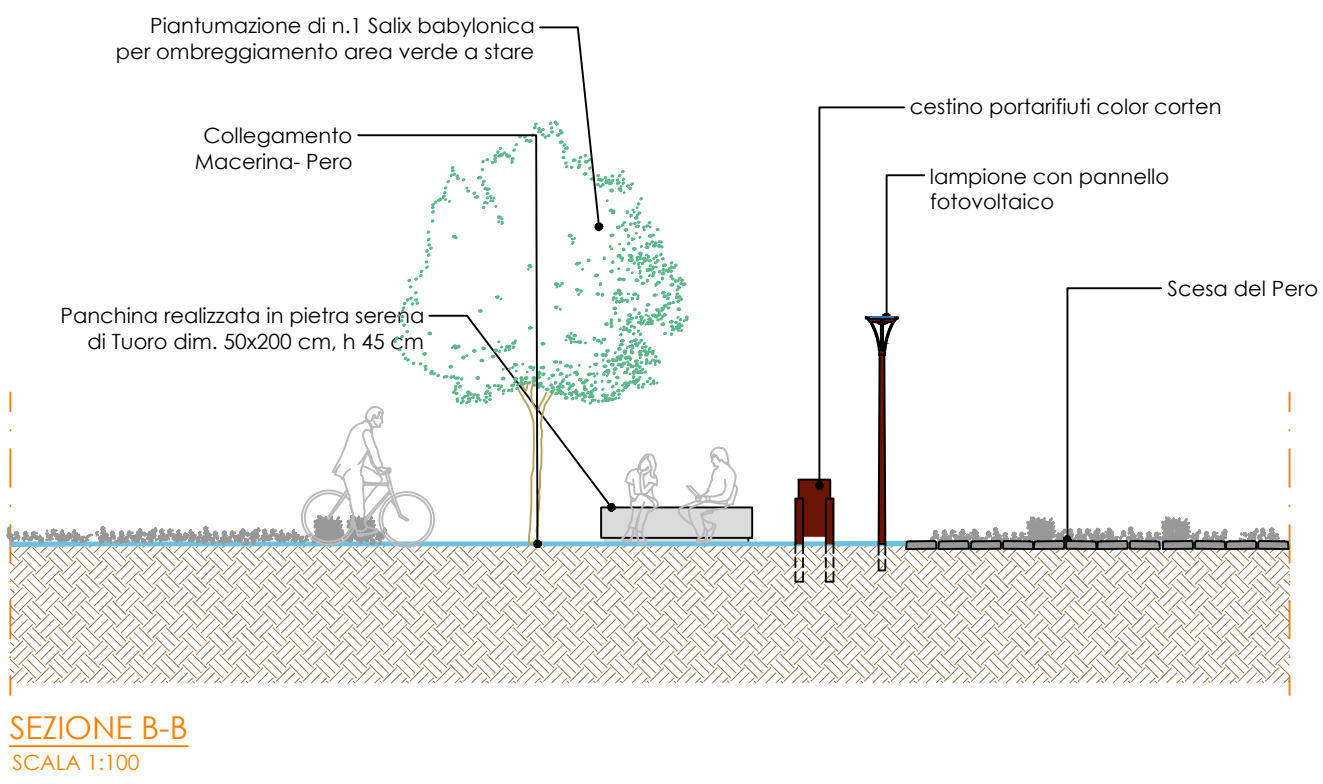 Piantumazione di n.1 Salix babylonica
per ombreggiamento area verde a stare
cestino portarifiuti color corten
Collegamento
Macerina- Pero
lampione con pannello
fotovoltaico
Scesa del Pero
Panchina realizzata in pietra serena
di Tuoro dim. 50x200 cm, h 45 cm
SEZIONE B-B
SCALA 1:100